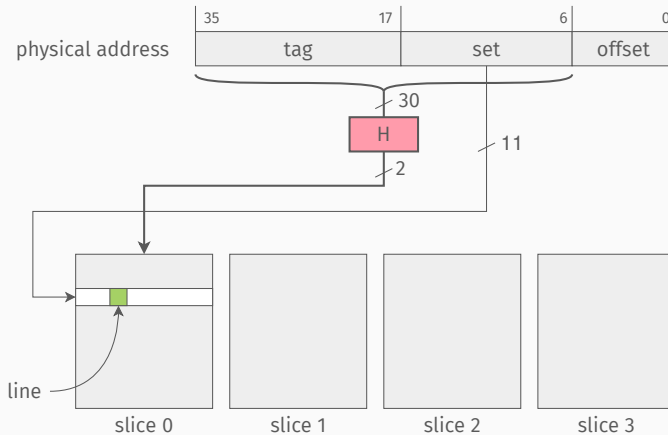 35 17 6 0
physical address tag set offset
30
H
11
2
line
slice 0 slice 1 slice 2 slice 3